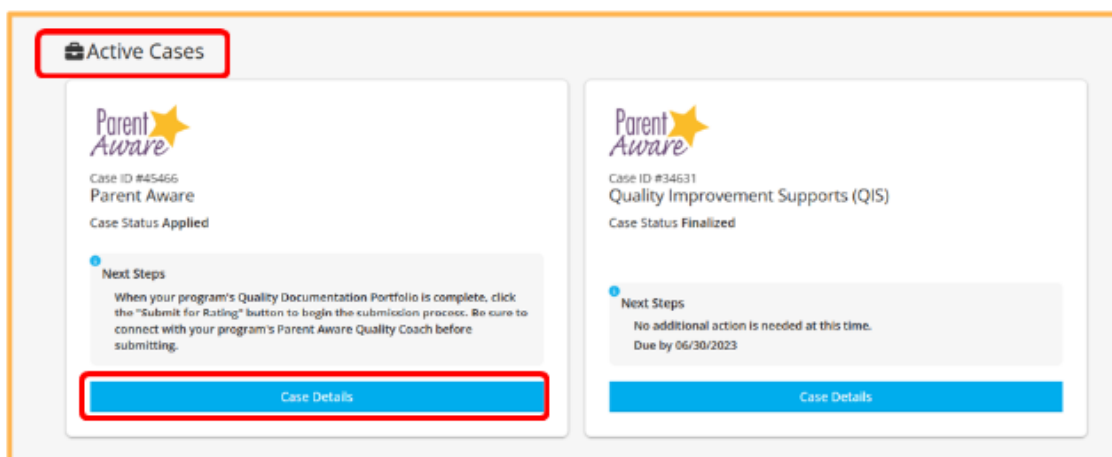 Active Cases
Parent
Aware
Case ID #45466
Parent Aware
Case Status Applied
Next Steps
When your program's Quality Documentation Portfolio is complete, click
the "Submit for Rating" button to begin the submission process. Be sure to
connect with your program's Parent Aware Quality Coach before
submitting.
Case Details
Parent
Aware
Case ID #34631
Quality Improvement Supports (QIS)
Case Status Finalized
Next Steps
No additional action is needed at this time.
Due by 06/30/2023
Case Details